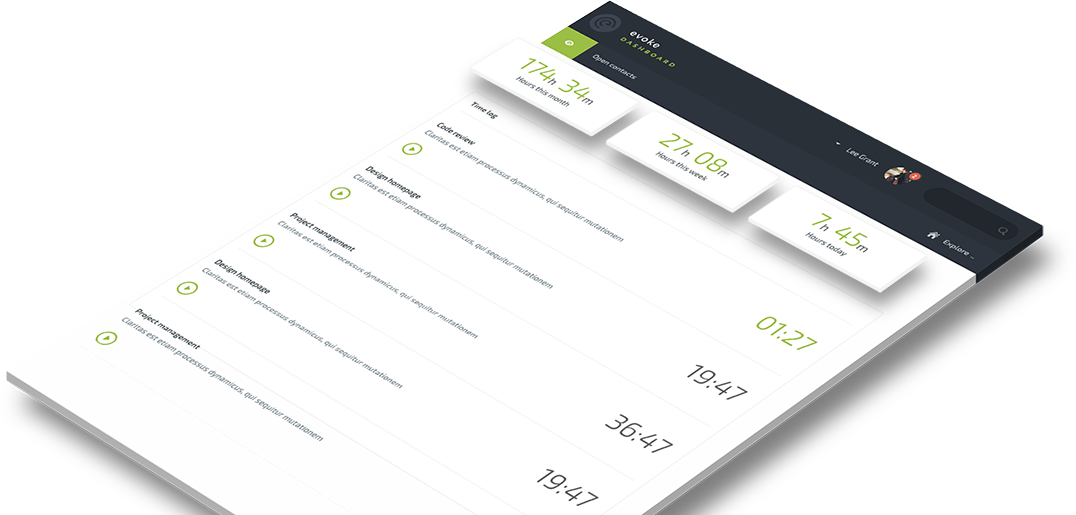 evoke
DASHBOARD
Open contacts
Lee Grant
2
Explore ..
174h 34m
Hours this month
27h 08m
Hours this week
7h 45m
Hours today
Time log
Code review
Claritas est etiam processus dynamicus, qui sequitur mutationem
01:27
Design homepage
Claritas est etiam processus dynamicus, qui sequitur mutationem
19:47
Project management
Claritas est etiam processus dynamicus, qui sequitur mutationem
36:47
Design homepage
Claritas est etiam processus dynamicus, qui sequitur mutationem
19:47
Project management
Claritas est etiam processus dynamicus, qui sequitur mutationem